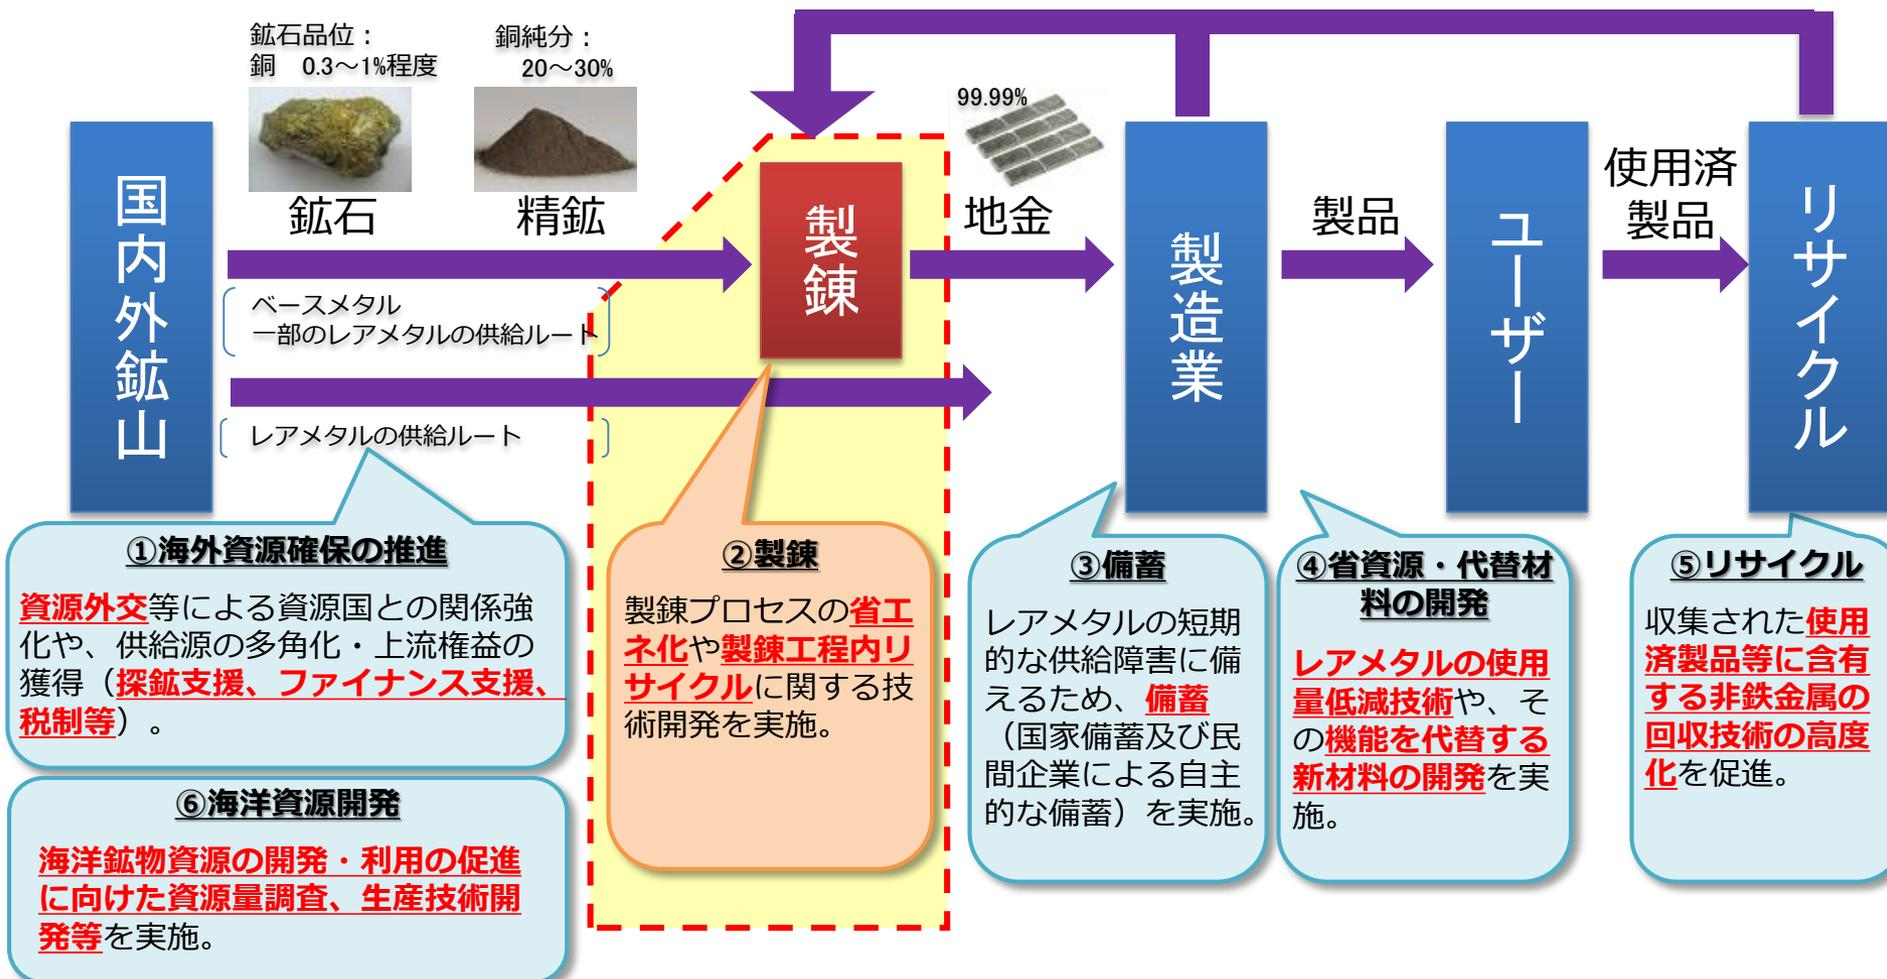 鉱石品位：
銅　0.3～1%程度
銅純分：
20～30%
99.99%
国内外鉱山
鉱石
精鉱
製錬
地金
製造業
製品
ユーザー
使用済
製品
リサイクル
ベースメタル
一部のレアメタルの供給ルート
レアメタルの供給ルート
①海外資源確保の推進
資源外交等による資源国との関係強
化や、供給源の多角化・上流権益の
獲得（探鉱支援、ファイナンス支援、
税制等）。
②製錬
製錬プロセスの省エ
ネ化や製錬工程内リ
サイクルに関する技
術開発を実施。
③備蓄
レアメタルの短期
的な供給障害に備
えるため、備蓄
（国家備蓄及び民
間企業による自主
的な備蓄）を実施。
④省資源・代替材
料の開発
レアメタルの使用
量低減技術や、そ
の機能を代替する
新材料の開発を実
施。
⑤リサイクル
収集された使用
済製品等に含有
する非鉄金属の
回収技術の高度
化を促進。
⑥海洋資源開発
海洋鉱物資源の開発・利用の促進
に向けた資源量調査、生産技術開
発等を実施。